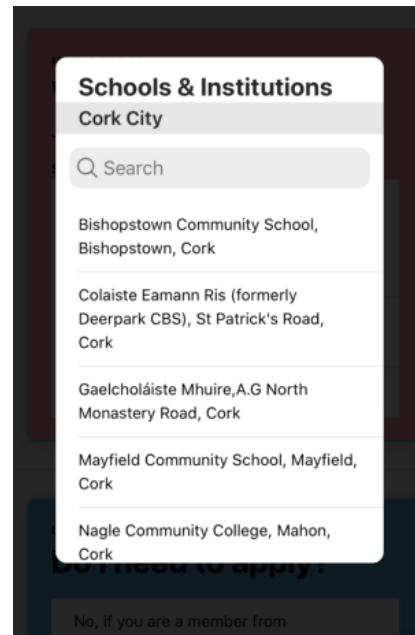 Schools & Institutions
Cork City
Search
Bishopstown Community School,
Bishopstown, Cork
Colaiste Eamann Ris (formerly
Deerpark CBS), St Patrick's Road,
Cork
Gaelcholáiste Mhuire,A.G North
Monastery Road, Cork
Mayfield Community School, Mayfield,
Cork
Nagle Community College, Mahon,
Cork
Do I need to apply?
No, if you are a member from